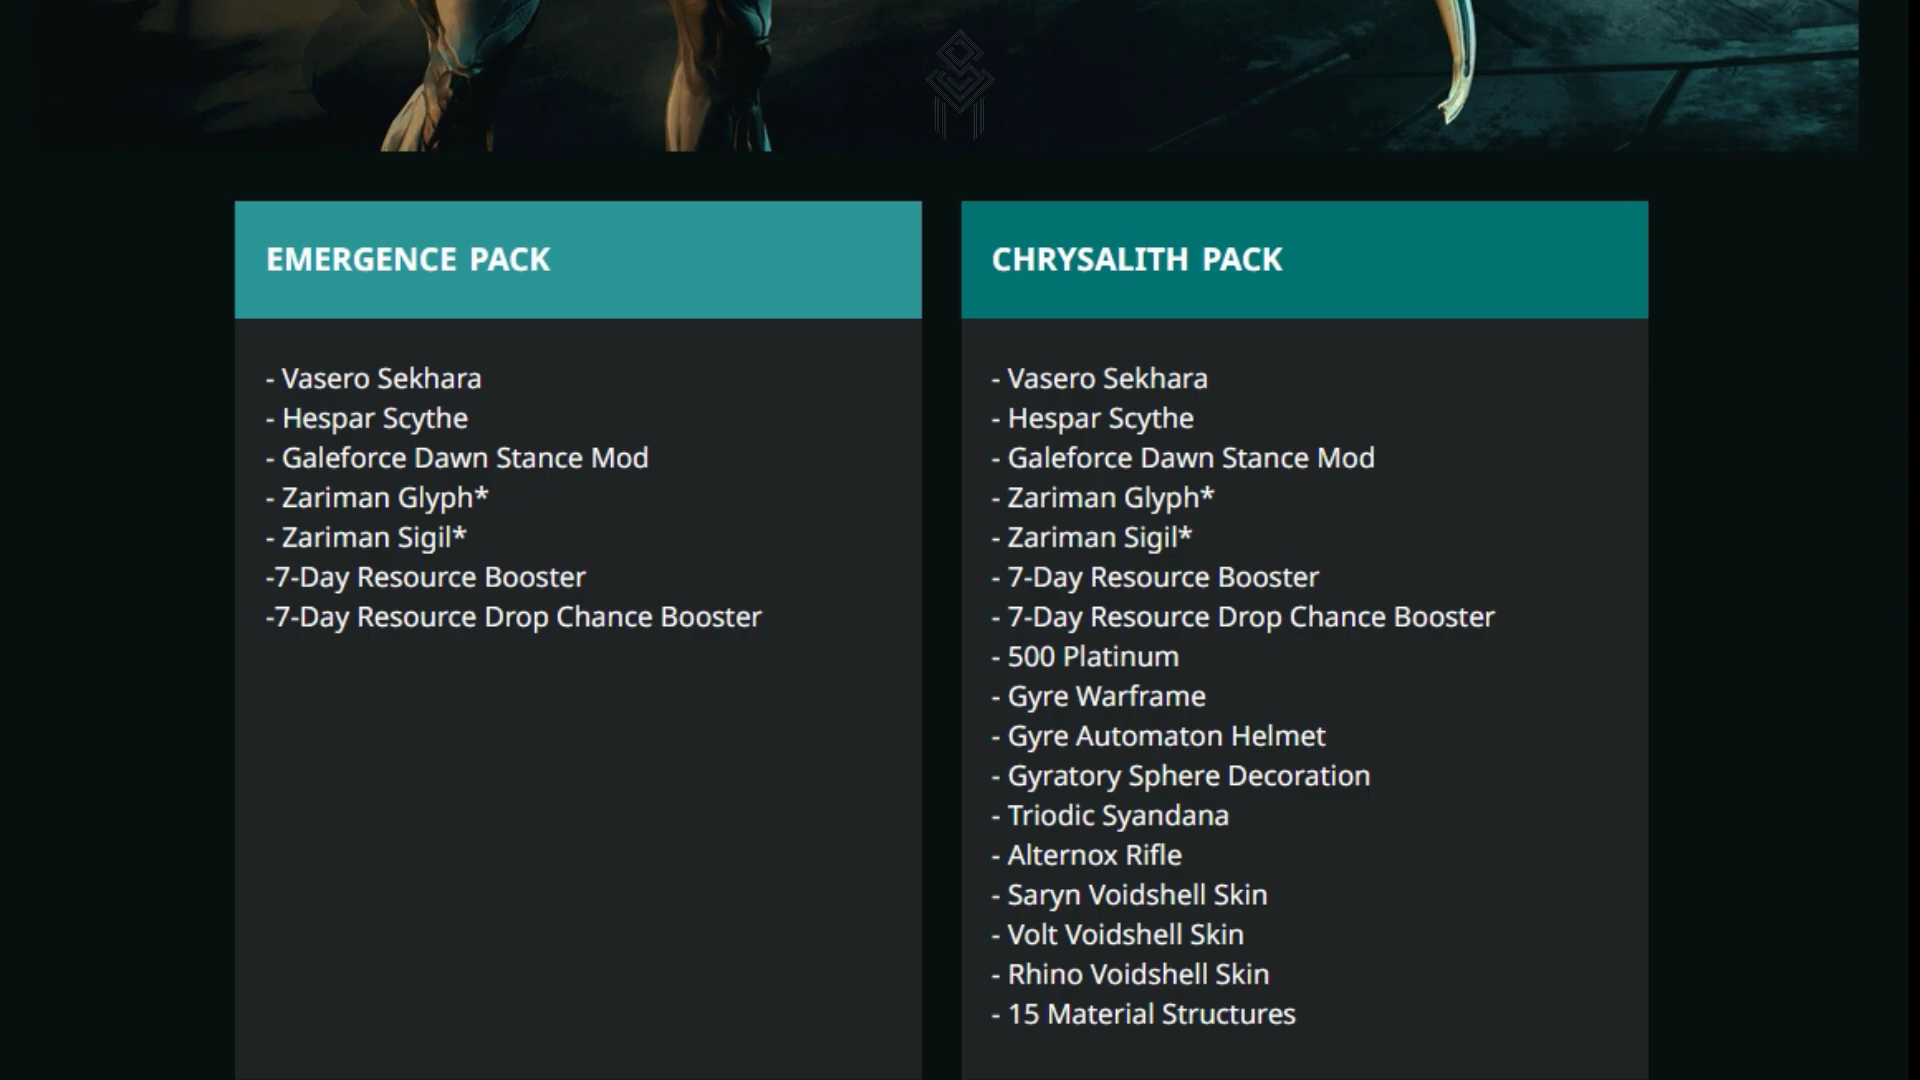 EMERGENCE PACK
- Vasero Sekhara
- Hespar Scythe
- Galeforce Dawn Stance Mod
- Zariman Glyph*
- Zariman Sigil*
-7-Day Resource Booster
-7-Day Resource Drop Chance Booster
CHRYSALITH PACK
- Vasero Sekhara
- Hespar Scythe
- Galeforce Dawn Stance Mod
- Zariman Glyph*
- Zariman Sigil*
- 7-Day Resource Booster
- 7-Day Resource Drop Chance Booster
- 500 Platinum
- Gyre Warframe
- Gyre Automaton Helmet
- Gyratory Sphere Decoration
- Triodic Syandana
- Alternox Rifle
- Saryn Voidshell Skin
- Volt Voidshell Skin
- Rhino Voidshell Skin
- 15 Material Structures